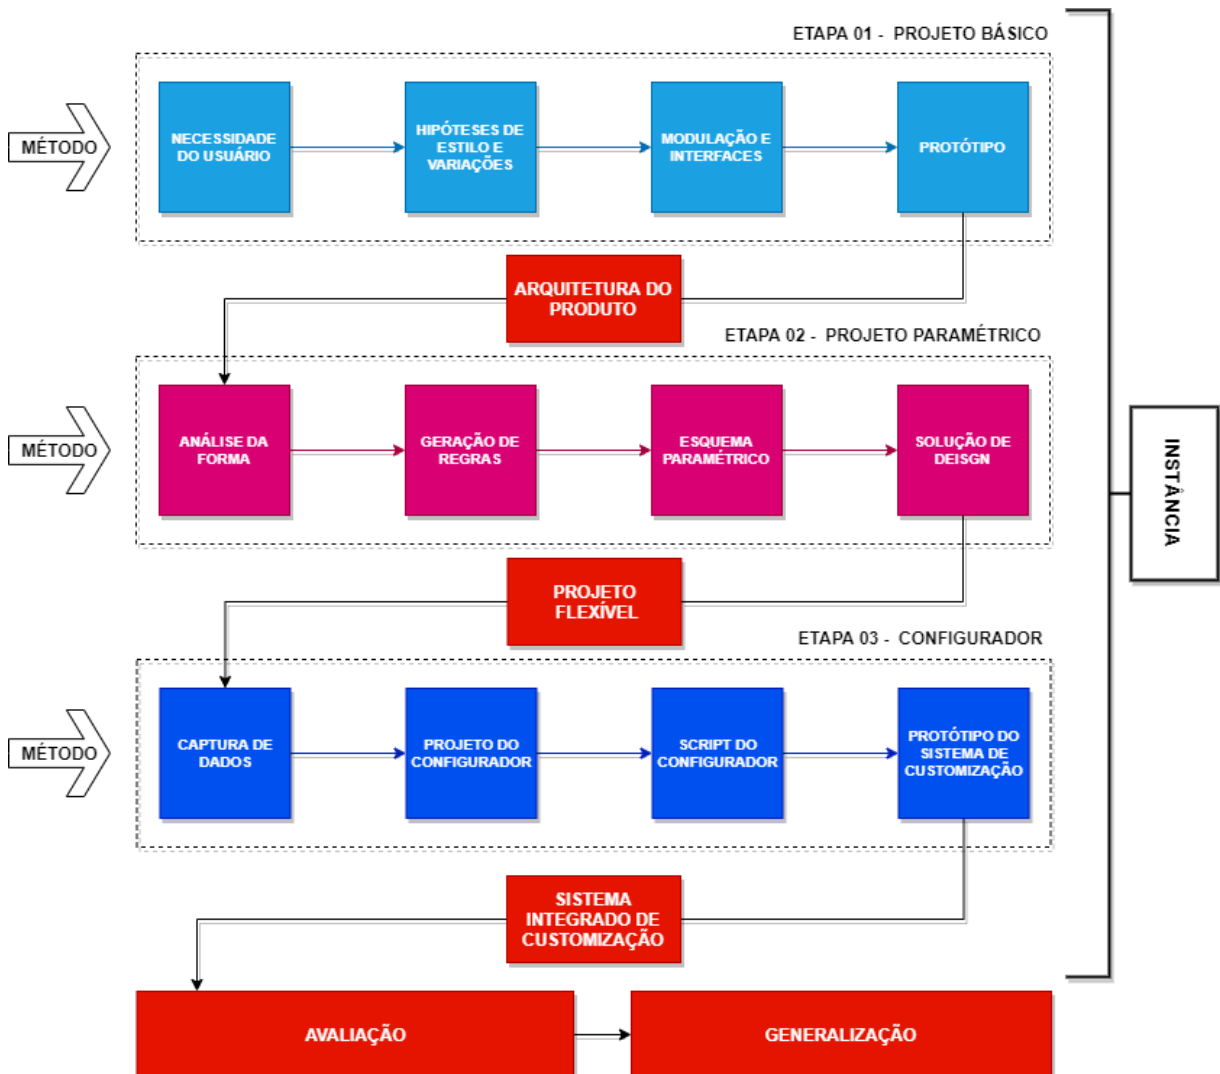 ETAPA 01 - PROJETO BÁSICO
MÉTODO
NECESSIDADE
DO USUÁRIO
HIPÓTESES DE
ESTILO E
VARIAÇÕES
MODULAÇÃO E
INTERFACES
PROTÓTIPO
ARQUITETURA DO
PRODUTO
ETAPA 02 - PROJETO PARAMÉTRICO
MÉTODO
ANÁLISE DA
FORMA
GERAÇÃO DE
REGRAS
ESQUEMA
PARAMÉTRICO
SOLUÇÃO DE
DEISGN
INSTÂNCIA
PROJETO
FLEXÍVEL
ETAPA 03 - CONFIGURADOR
MÉTODO
CAPTURA DE
DADOS
PROJETO DO
CONFIGURADOR
SCRIPT DO
CONFIGURADOR
PROTÓTIPO DO
SISTEMA DE
CUSTOMIZAÇÃO
SISTEMA
INTEGRADO DE
CUSTOMIZAÇÃO
AVALIAÇÃO
GENERALIZAÇÃO